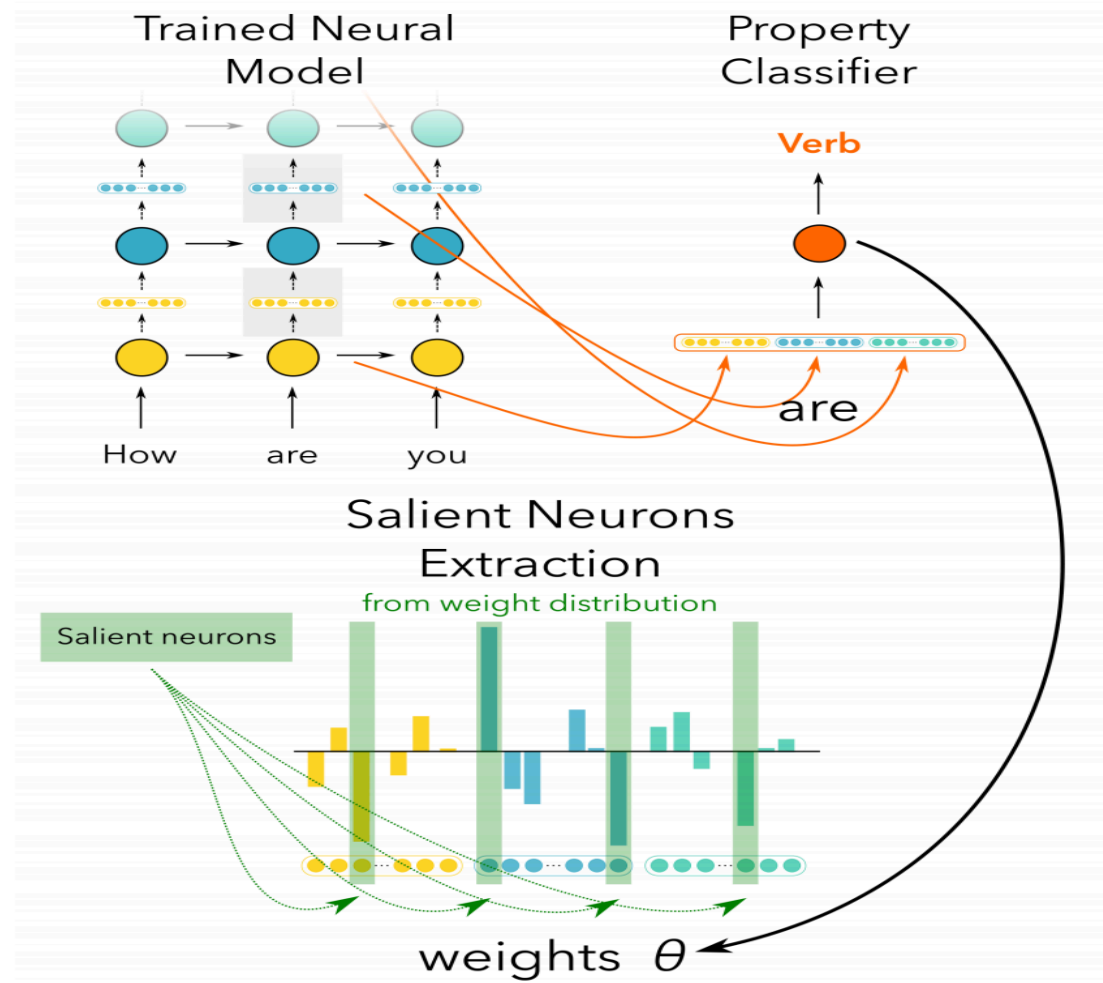 Trained Neural
Model
Property
Classifier
Verb
are
How are you
Salient Neurons
Extraction
from weight distribution
Salient neurons
weights θ